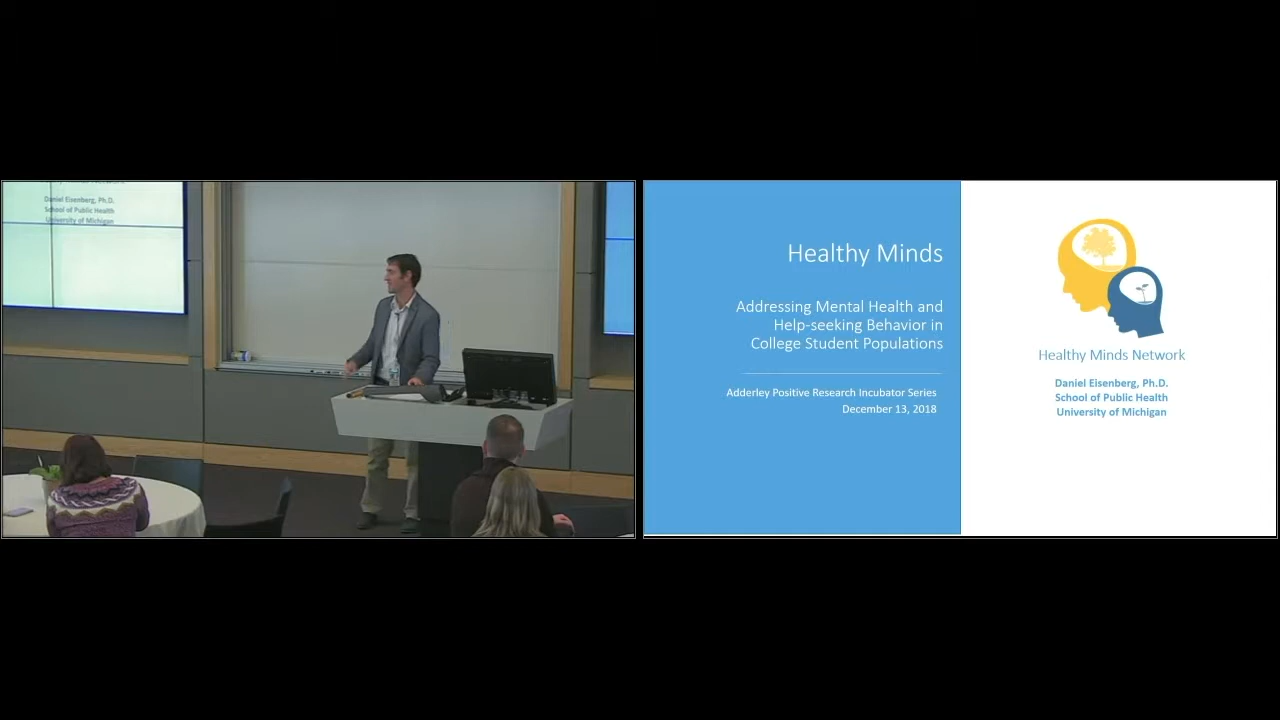 Daniel Eisenberg, Ph.D.
School of Public Health
University of Michigan
Healthy Minds
Addressing Mental Health and
Help-seeking Behavior in
College Student Populations
Adderley Positive Research Incubator Series
December 13, 2018
Healthy Minds Network
Daniel Eisenberg, Ph.D.
School of Public Health
University of Michigan